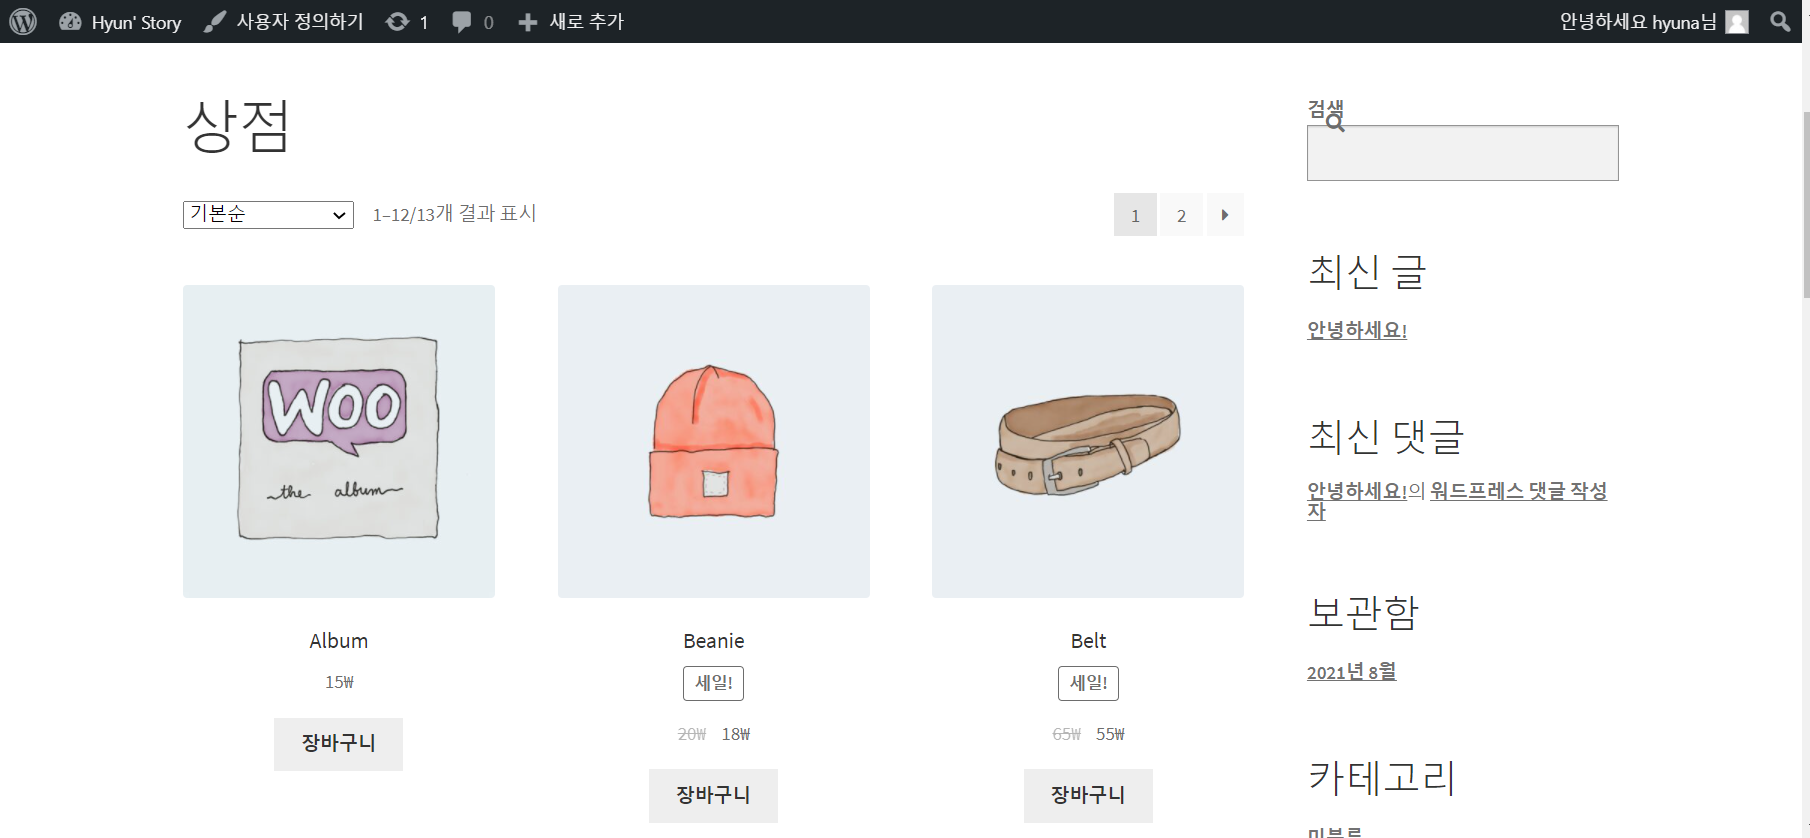 Hyun' Story 사용자 정의하기 1 0 새로 추가 안녕하세요 hyuna님
상점
기본순 1–12/13개 결과 표시 1 2
WOO
the album
Album
15₩
장바구니
Beanie
세일!
20₩ 18₩
장바구니
Belt
세일!
65₩ 55₩
장바구니
검색
최신 글
안녕하세요!
최신 댓글
안녕하세요!의 워드프레스 댓글 작성
자
보관함
2021년 8월
카테고리